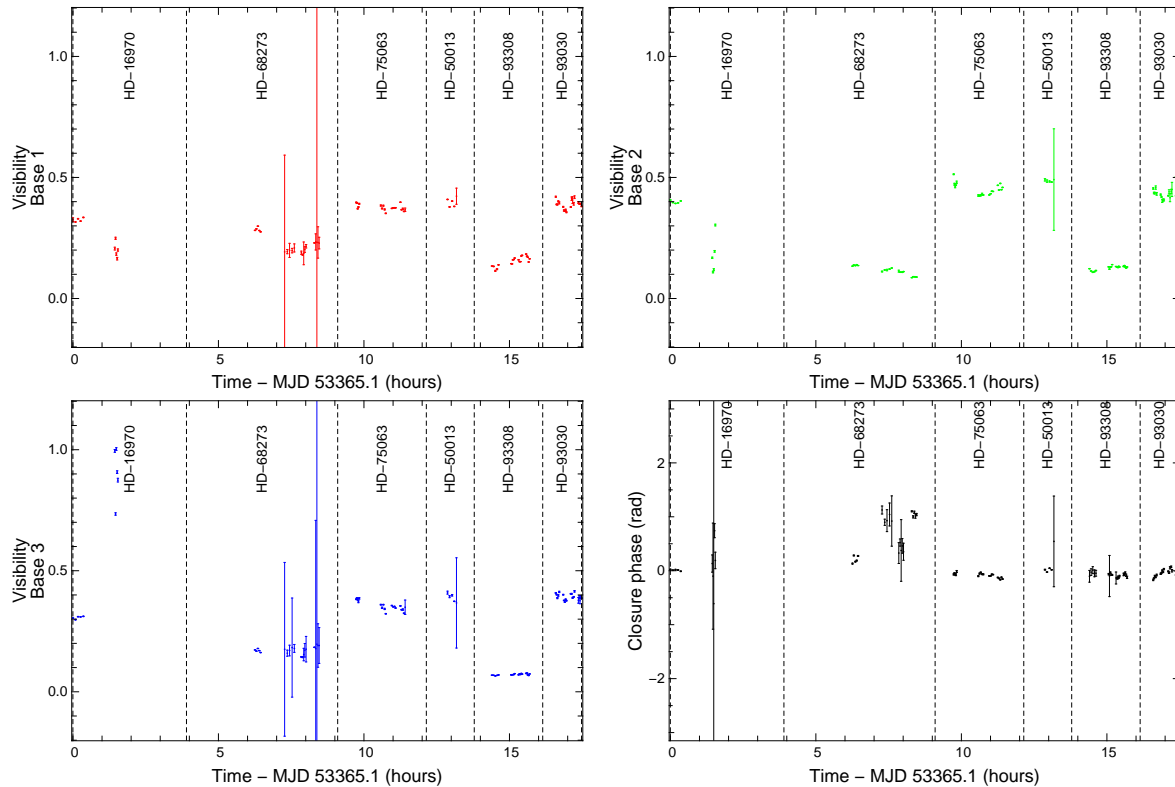 HD−16970
HD−68273
HD−75063
HD−50013
HD−93308
HD−93030
1.0
0.5
0.0
Visibility
Base 1
0
5
10
15
Time − MJD 53365.1 (hours)
HD−16970
HD−68273
HD−75063
HD−50013
HD−93308
HD−93030
1.0
0.5
0.0
Visibility
Base 2
0
5
10
15
Time − MJD 53365.1 (hours)
HD−16970
HD−68273
HD−75063
HD−50013
HD−93308
HD−93030
1.0
0.5
0.0
Visibility
Base 3
0
5
10
15
Time − MJD 53365.1 (hours)
HD−16970
HD−68273
HD−75063
HD−50013
HD−93308
HD−93030
2
0
−2
Closure phase (rad)
0
5
10
15
Time − MJD 53365.1 (hours)